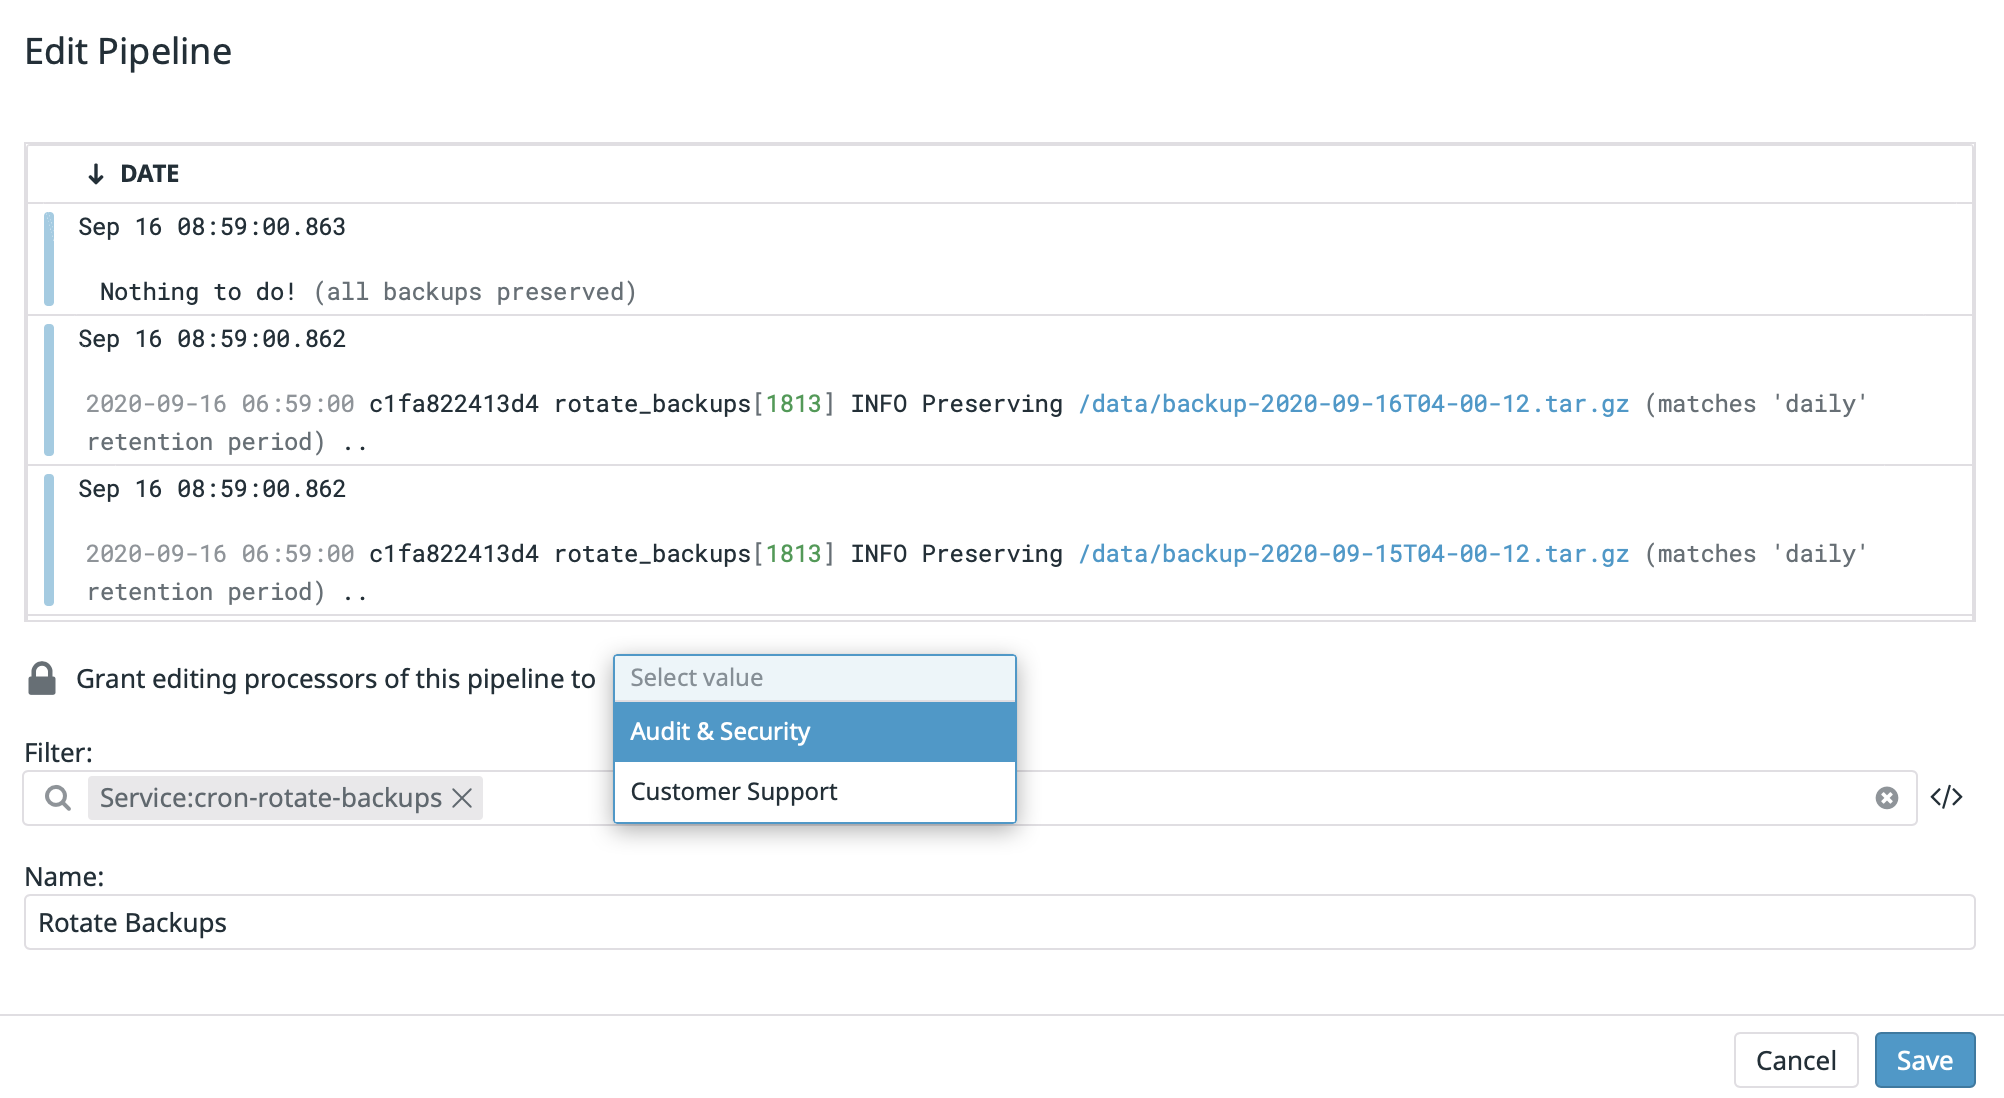 Edit Pipeline
↓ DATE
Sep 16 08:59:00.863
Nothing to do! (all backups preserved)
Sep 16 08:59:00.862
2020-09-16 06:59:00 c1fa822413d4 rotate_backups[1813] INFO Preserving /data/backup-2020-09-16T04-00-12.tar.gz (matches 'daily'
retention period) ..
Sep 16 08:59:00.862
2020-09-16 06:59:00 c1fa822413d4 rotate_backups[1813] INFO Preserving /data/backup-2020-09-15T04-00-12.tar.gz (matches 'daily'
retention period) ..
Grant editing processors of this pipeline to Select value
Audit & Security
Customer Support
Filter:
Service:cron-rotate-backups
</>
Name:
Rotate Backups
Cancel Save